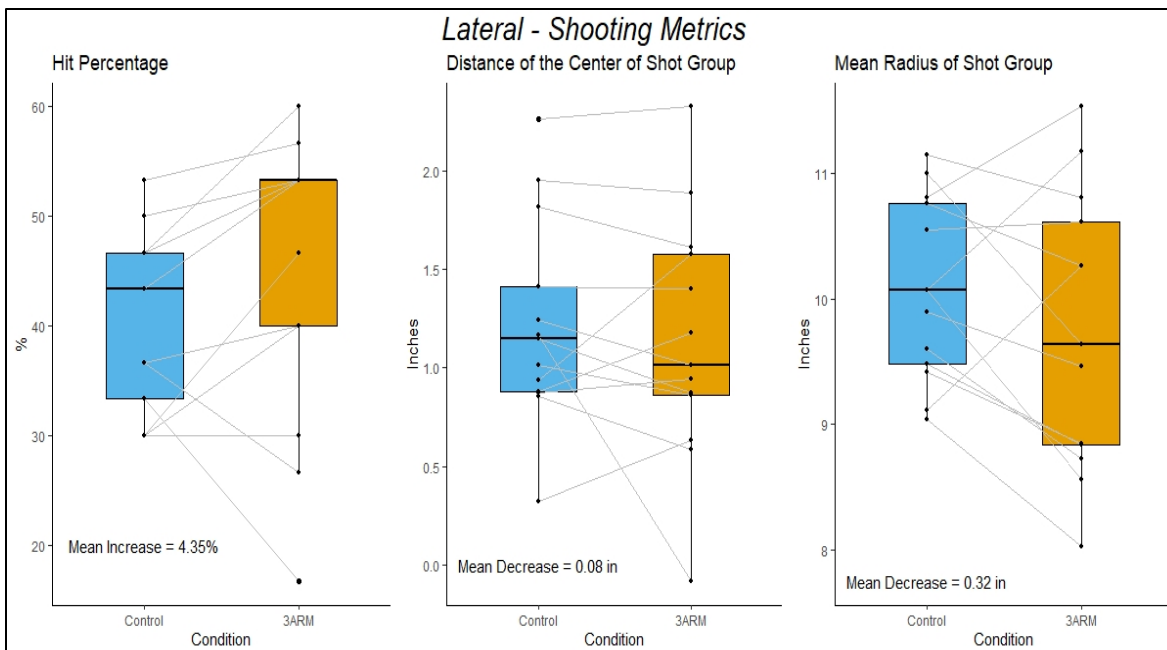 Lateral - Shooting Metrics
Hit Percentage
60
50
40
30
20
%
Mean Increase = 4.35%
Control
3ARM
Condition
Distance of the Center of Shot Group
2.0
1.5
1.0
0.5
0.0
Inches
Mean Decrease = 0.08 in
Control
3ARM
Condition
Mean Radius of Shot Group
11
10
9
8
Inches
Mean Decrease = 0.32 in
Control
3ARM
Condition